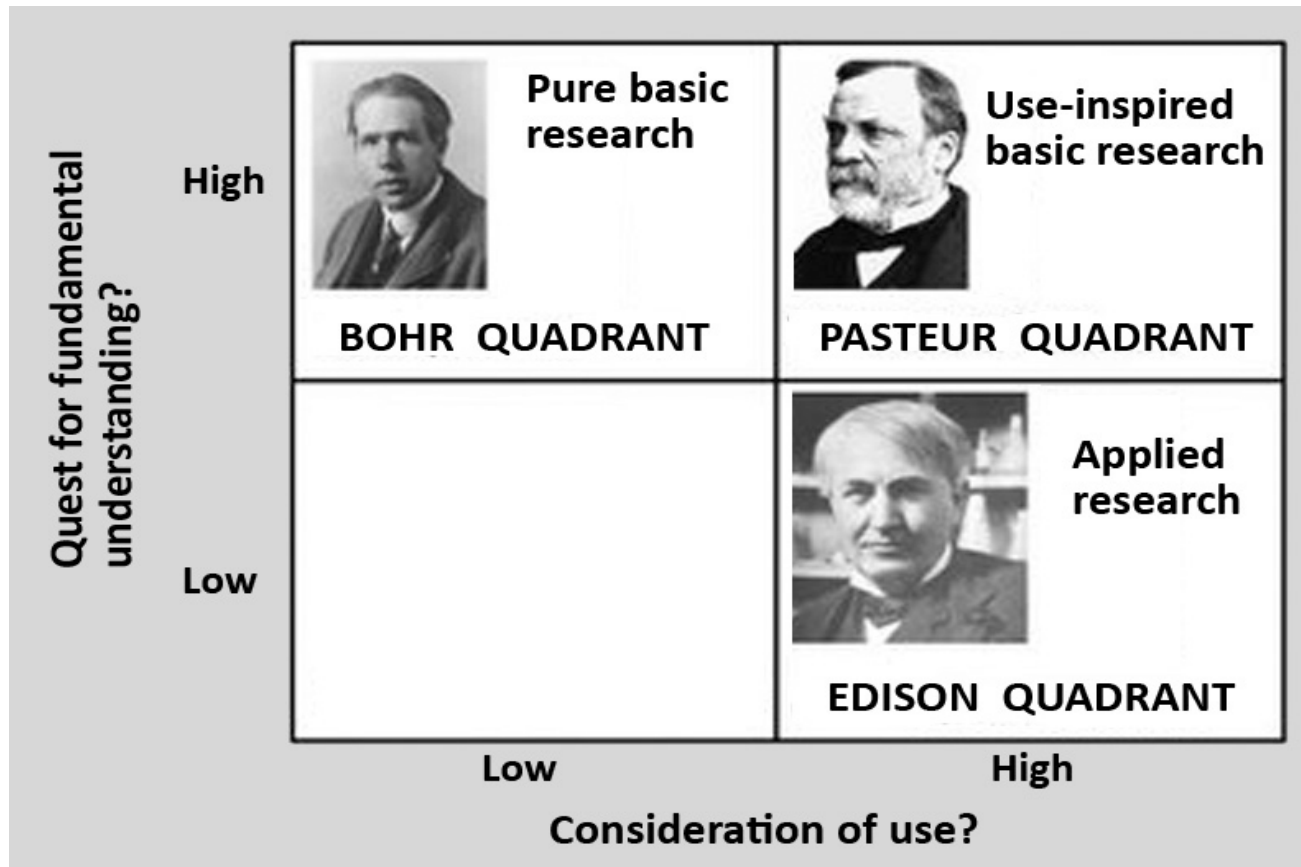 Quest for fundamental
understanding?
High
Pure basic
research
BOHR QUADRANT
Use-inspired
basic research
PASTEUR QUADRANT
Low
Applied
research
EDISON QUADRANT
Low
High
Consideration of use?